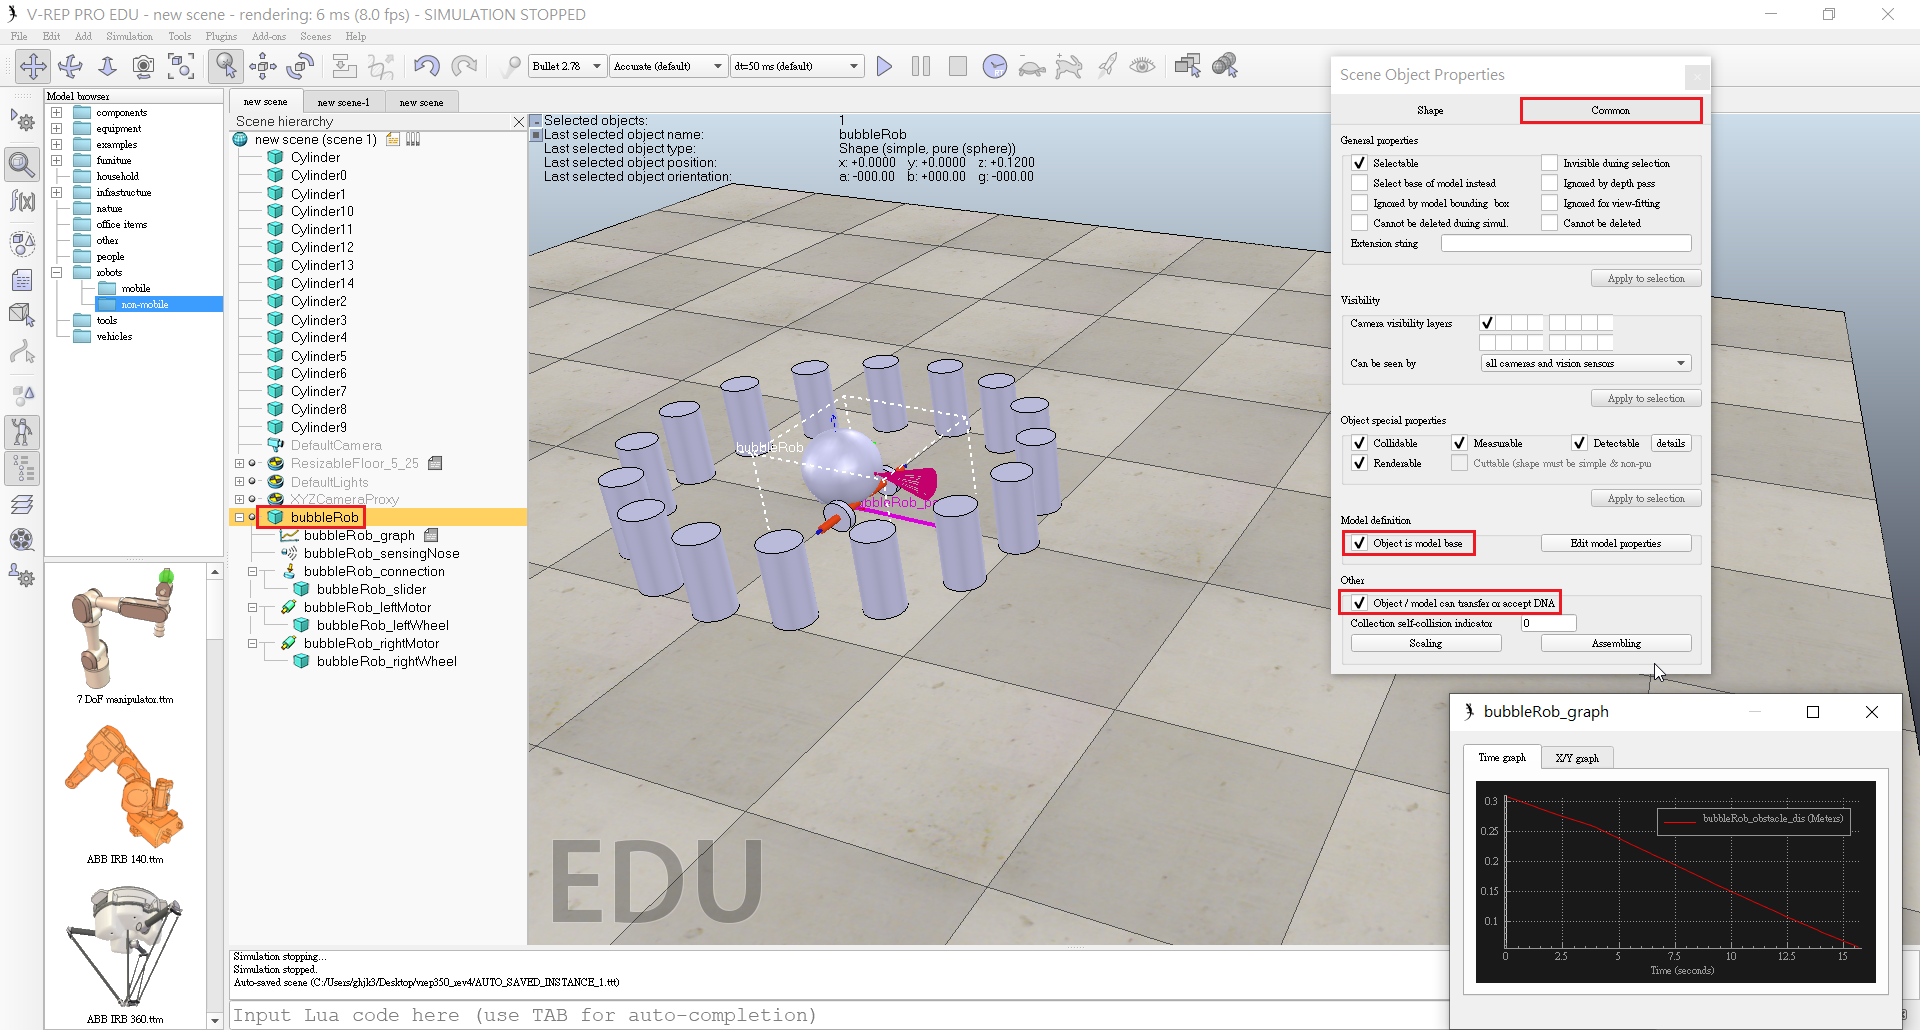 V-REP PRO EDU - new scene - rendering: 6 ms (8.0 fps) - SIMULATION STOPPED
File Edit Add Simulation Tools Plugins Add-ons Scenes Help
Bullet 2.78 Accurate (default) dt=50 ms (default)
Model browser
components
equipment
examples
furniture
household
infrastructure
nature
office items
other
people
robots
mobile
non-mobile
tools
vehicles
7 DoF manipulator.ttm
ABB IRB 140.ttm
ABB IRB 360.ttm
new scene new scene-1 new scene
Scene hierarchy
new scene (scene 1)
Cylinder
Cylinder0
Cylinder1
Cylinder10
Cylinder11
Cylinder12
Cylinder13
Cylinder14
Cylinder2
Cylinder3
Cylinder4
Cylinder5
Cylinder6
Cylinder7
Cylinder8
Cylinder9
DefaultCamera
ResizableFloor_5_25
DefaultLights
XYZCameraProxy
bubbleRob
bubbleRob_graph
bubbleRob_sensingNose
bubbleRob_connection
bubbleRob_slider
bubbleRob_leftMotor
bubbleRob_leftWheel
bubbleRob_rightMotor
bubbleRob_rightWheel
Selected objects: 1
Last selected object name: bubbleRob
Last selected object type: Shape (simple, pure (sphere))
Last selected object position: x: +0.0000 y: +0.0000 z: +0.1200
Last selected object orientation: a: -000.00 b: +000.00 g: -000.00
bubbleRob
EDU
Simulation stopping...
Simulation stopped.
Auto-saved scene (C:/Users/ghjk3/Desktop/vrep350_rev4/AUTO_SAVED_INSTANCE_1.ttt)
Input Lua code here (use TAB for auto-completion)
Scene Object Properties
Shape Common
General properties
Selectable Invisible during selection
Select base of model instead Ignored by depth pass
Ignored by model bounding box Ignored for view-fitting
Cannot be deleted during simul. Cannot be deleted
Extension string
Apply to selection
Visibility
Camera visibility layers
Can be seen by all cameras and vision sensors
Apply to selection
Object special properties
Collidable Measurable Detectable details
Renderable Cuttable (shape must be simple & non-pu
Apply to selection
Model definition
Object is model base Edit model properties
Other
Object / model can transfer or accept DNA
Collection self-collision indicator 0
Scaling Assembling
bubbleRob_graph
Time graph X/Y graph
bubbleRob_obstacle_dis (Meters)
0.3
0.25
0.2
0.15
0.1
0 2.5 5 7.5 10 12.5 15
Time (seconds)